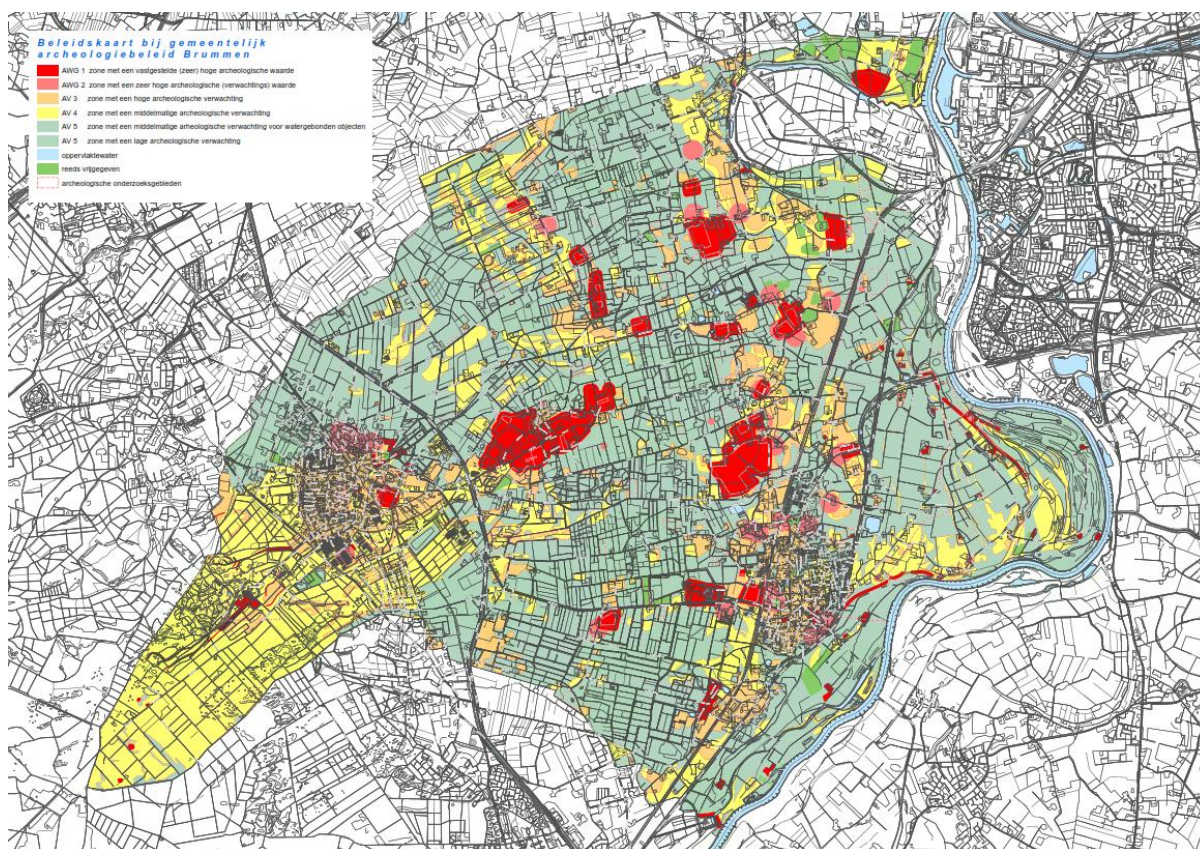 Beleidskaart bij gemeentelijk
archeologiebeleid Brummen
AWG 1 zone met een vastgestelde (zeer) hoge archeologische waarde
AWG 2 zone met een zeer hoge archeologische (verwachtings) waarde
AV 3 zone met een hoge archeologische verwachting
AV 4 zone met een middelmatige archeologische verwachting
AV 5 zone met een middelmatige arheologische verwachting voor watergebonden objecten
AV 5 zone met een lage archeologische verwachting
oppervlaktewater
reeds vrijgegeven
archeologische onderzoeksgebieden